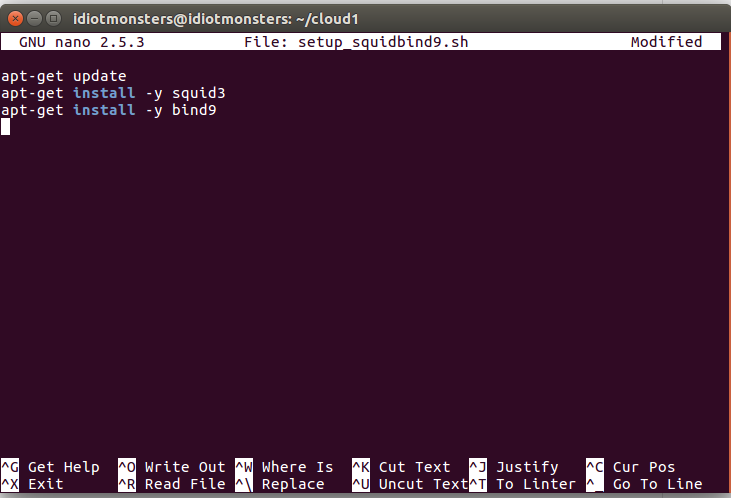 idiotmonsters@idiotmonsters: ~/cloud1
GNU nano 2.5.3 File: setup_squidbind9.sh Modified
apt-get update
apt-get install -y squid3
apt-get install -y bind9
^G Get Help ^O Write Out ^W Where Is ^K Cut Text ^J Justify ^C Cur Pos
^X Exit ^R Read File ^\ Replace ^U Uncut Text ^T To Linter ^_ Go To Line